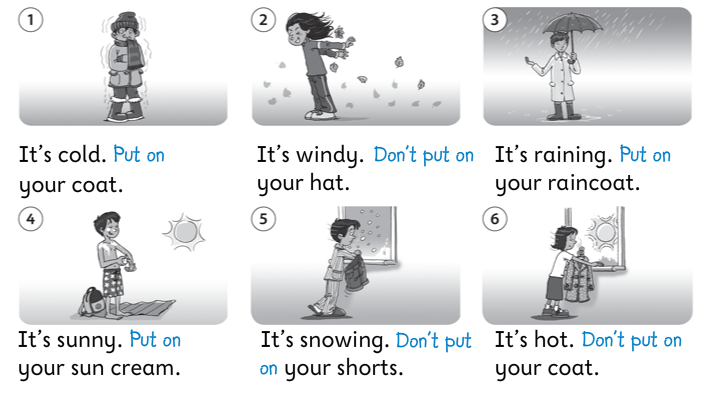 1
2
3
It's cold. Put on
your coat.
It's windy. Don't put on
your hat.
It's raining. Put on
your raincoat.
4
5
6
It's sunny. Put on
your sun cream.
It's snowing. Don't put
on your shorts.
It's hot. Don't put on
your coat.